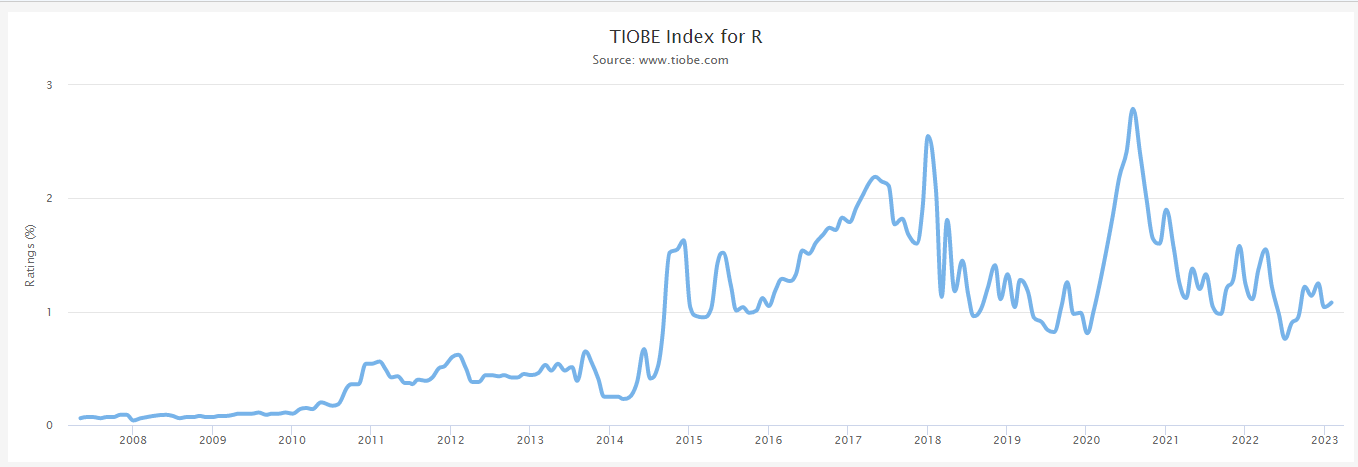 TIOBE Index for R
Source: www.tiobe.com
Ratings (%)
3
2
1
0
2008 2009 2010 2011 2012 2013 2014 2015 2016 2017 2018 2019 2020 2021 2022 2023